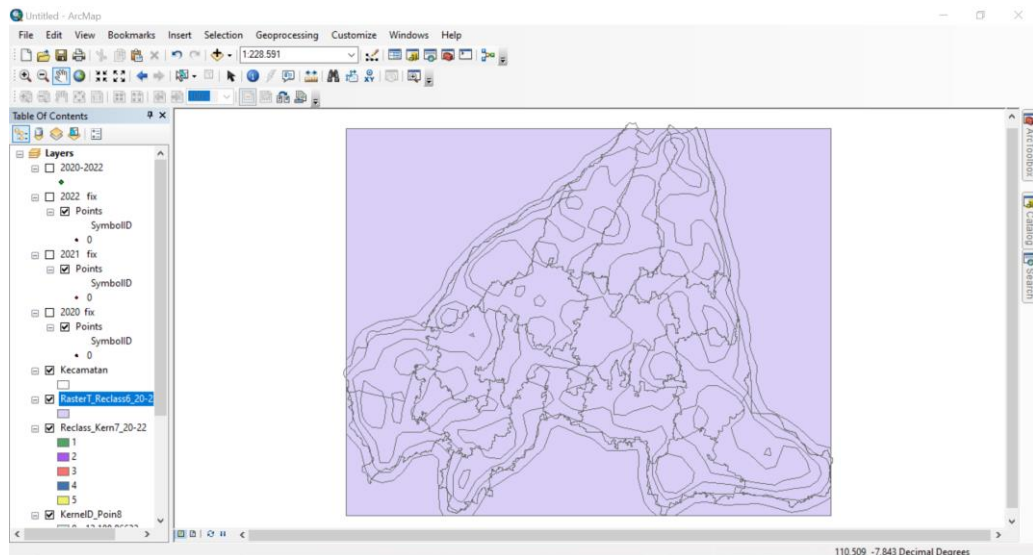 Untitled - ArcMap
File Edit View Bookmarks Insert Selection Geoprocessing Customize Windows Help
1:228.591
Table Of Contents
Layers
2020-2022
2022 fix
Points
SymbolID
0
2021 fix
Points
SymbolID
0
2020 fix
Points
SymbolID
0
Kecamatan
RasterT_Reclass6_20-2
Reclass_Kern7_20-22
1
2
3
4
5
KernelD_Poin8
ArcToolbox
Catalog
Search
110.509 -7.843 Decimal Degrees